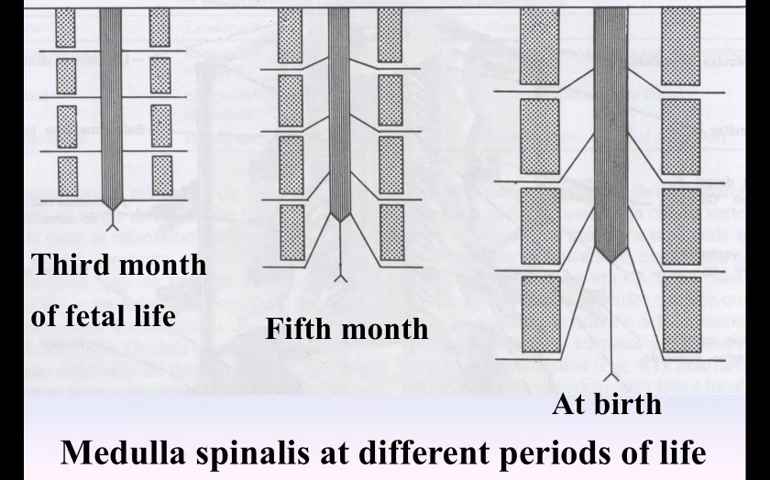 Third month
of fetal life
Fifth month
At birth
Medulla spinalis at different periods of life